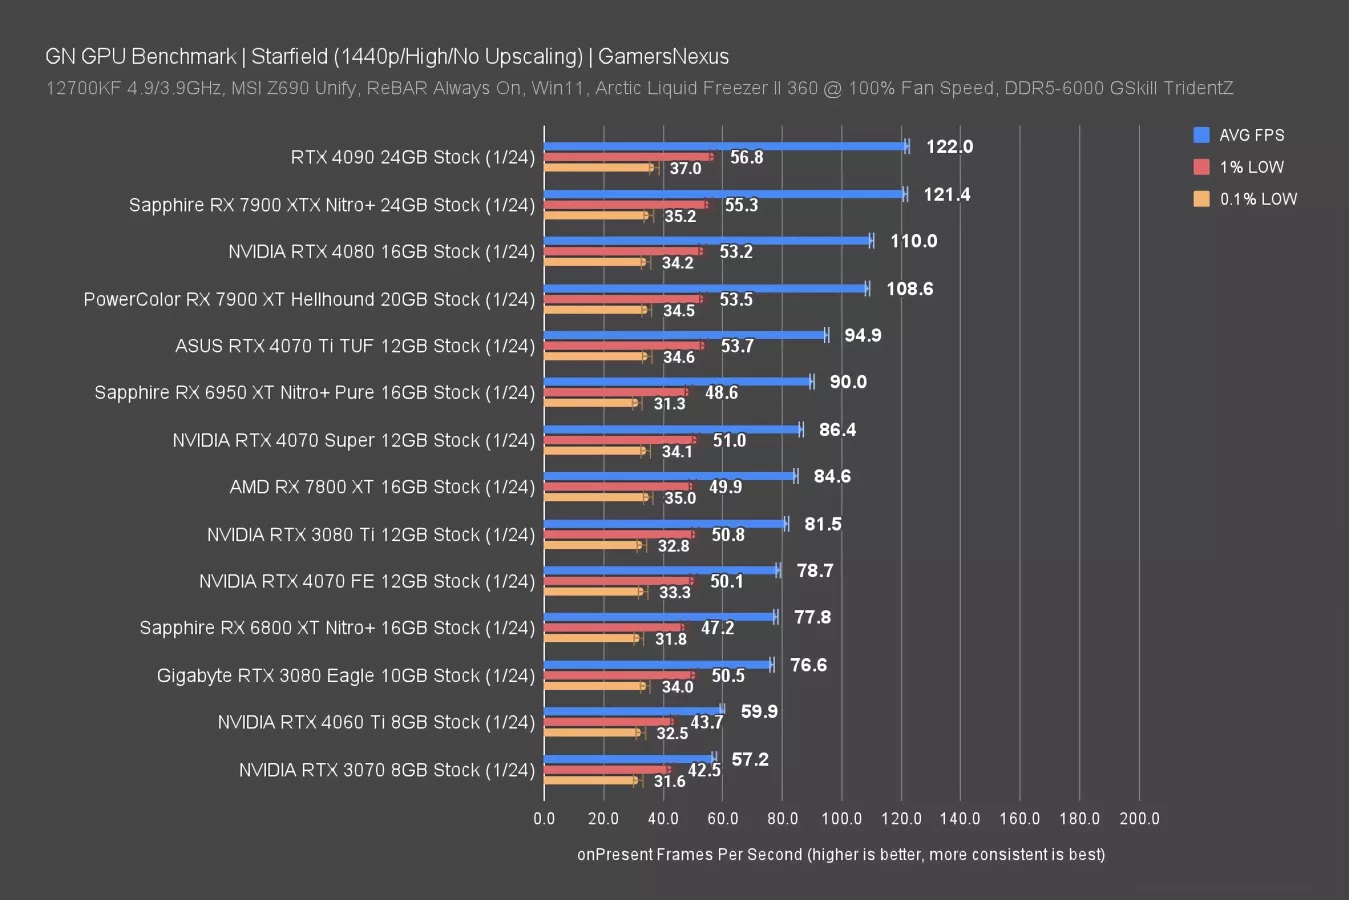 GN GPU Benchmark | Starfield (1440p/High/No Upscaling) | GamersNexus
12700KF 4.9/3.9GHz, MSI Z690 Unify, ReBAR Always On, Win11, Arctic Liquid Freezer II 360 @ 100% Fan Speed, DDR5-6000 GSkill TridentZ
AVG FPS
1% LOW
0.1% LOW
RTX 4090 24GB Stock (1/24) 122.0 56.8 37.0
Sapphire RX 7900 XTX Nitro+ 24GB Stock (1/24) 121.4 55.3 35.2
NVIDIA RTX 4080 16GB Stock (1/24) 110.0 53.2 34.2
PowerColor RX 7900 XT Hellhound 20GB Stock (1/24) 108.6 53.5 34.5
ASUS RTX 4070 Ti TUF 12GB Stock (1/24) 94.9 53.7 34.6
Sapphire RX 6950 XT Nitro+ Pure 16GB Stock (1/24) 90.0 48.6 31.3
NVIDIA RTX 4070 Super 12GB Stock (1/24) 86.4 51.0 34.1
AMD RX 7800 XT 16GB Stock (1/24) 84.6 49.9 35.0
NVIDIA RTX 3080 Ti 12GB Stock (1/24) 81.5 50.8 32.8
NVIDIA RTX 4070 FE 12GB Stock (1/24) 78.7 50.1 33.3
Sapphire RX 6800 XT Nitro+ 16GB Stock (1/24) 77.8 47.2 31.8
Gigabyte RTX 3080 Eagle 10GB Stock (1/24) 76.6 50.5 34.0
NVIDIA RTX 4060 Ti 8GB Stock (1/24) 59.9 43.7 32.5
NVIDIA RTX 3070 8GB Stock (1/24) 57.2 42.5 31.6
0.0 20.0 40.0 60.0 80.0 100.0 120.0 140.0 160.0 180.0 200.0
onPresent Frames Per Second (higher is better, more consistent is best)